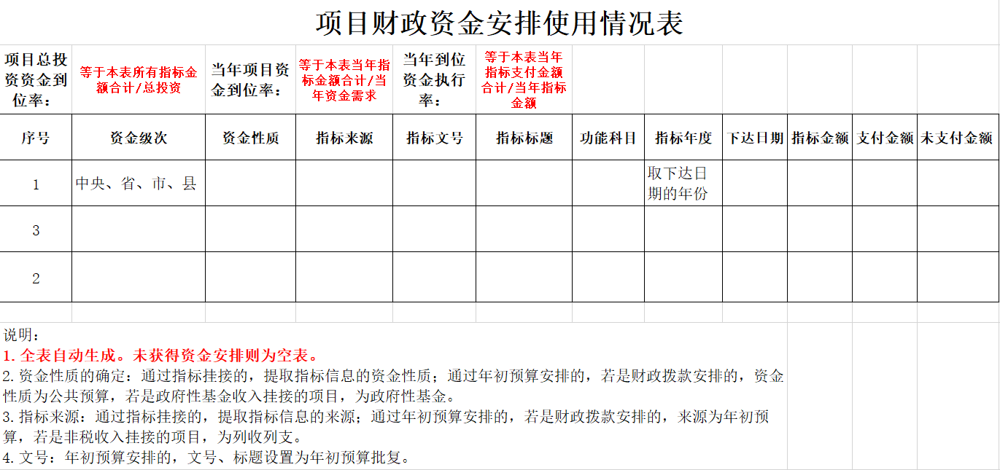 项目财政资金安排使用情况表
项目总投
资资金到
位率：
等于本表所有指标金
额合计/总投资
当年项目资
金到位率：
等于本表当年指
标金额合计/当
年资金需求
当年到位
资金执行
率：
等于本表当年
指标支付金额
合计/当年指标
金额
序号 资金级次 资金性质 指标来源 指标文号 指标标题 功能科目 指标年度 下达日期 指标金额 支付金额 未支付金额
1 中央、省、市、县
取下达日
期的年份
3
2
说明：
1.全表自动生成。未获得资金安排则为空表。
2.资金性质的确定：通过指标挂接的，提取指标信息的资金性质；通过年初预算安排的，若是财政拨款安排的，资金
性质为公共预算，若是政府性基金收入挂接的项目，为政府性基金。
3.指标来源：通过指标挂接的，提取指标信息的来源；通过年初预算安排的，若是财政拨款安排的，来源为年初预
算，若是非税收入挂接的项目，为列收列支。
4.文号：年初预算安排的，文号、标题设置为年初预算批复。